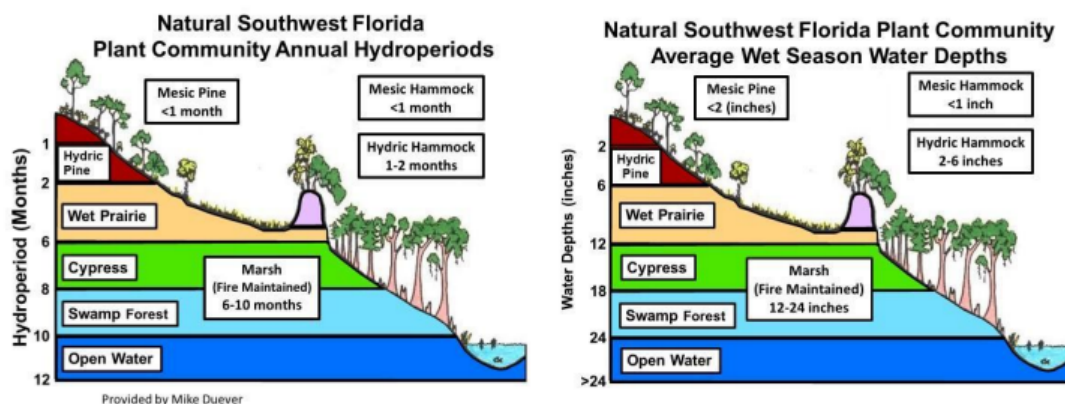 Natural Southwest Florida
Plant Community Annual Hydroperiods
Mesic Pine
<1 month
Mesic Hammock
<1 month
Hydric Hammock
1-2 months
Hydroperiod (Months)
1
Hydric
Pine
2
Wet Prairie
6
Cypress
Marsh
(Fire Maintained)
6-10 months
8
Swamp Forest
10
Open Water
12
Provided by Mike Duever
Natural Southwest Florida Plant Community
Average Wet Season Water Depths
Mesic Pine
<2 (inches)
Mesic Hammock
<1 inch
Hydric Hammock
2-6 inches
Water Depths (inches)
2
Hydric
Pine
6
Wet Prairie
12
Cypress
Marsh
(Fire Maintained)
12-24 inches
18
Swamp Forest
24
Open Water
>24